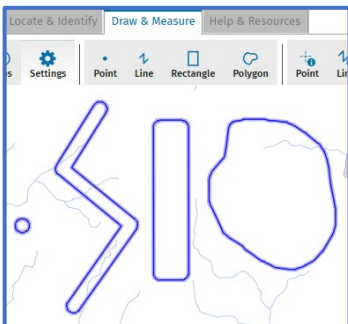 Locate & Identify Draw & Measure Help & Resources
Settings Point Line Rectangle Polygon Point